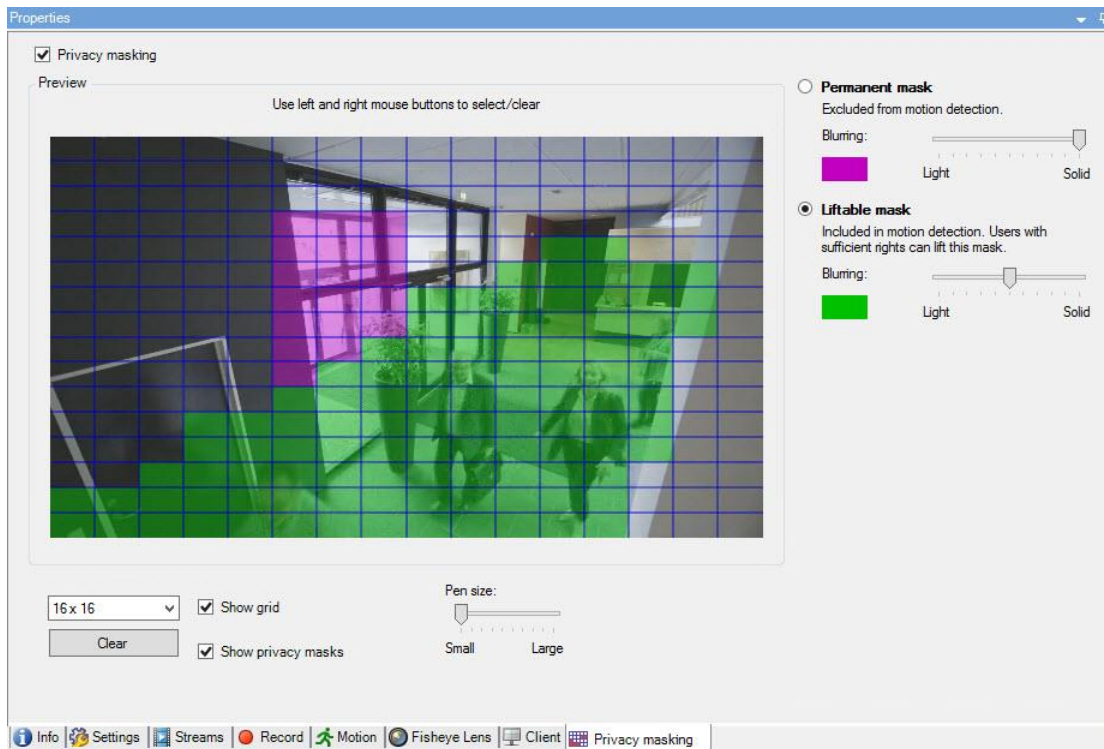 Properties
Privacy masking
Preview
Use left and right mouse buttons to select/clear
Permanent mask
Excluded from motion detection.
Blurring:
Light Solid
Liftable mask
Included in motion detection. Users with
sufficient rights can lift this mask.
Blurring:
Light Solid
16 x 16
Show grid
Pen size:
Clear
Show privacy masks
Small Large
Info Settings Streams Record Motion Fisheye Lens Client Privacy masking